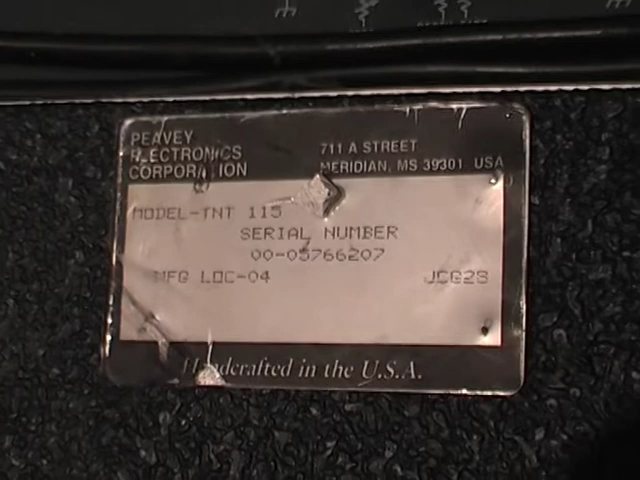 PEAVEY
ELECTRONICS
CORPORATION
711 A STREET
MERIDIAN, MS 39301 USA
MODEL-TNT 115
SERIAL NUMBER
00-05766207
MFG LOC-04
Handcrafted in the U.S.A.